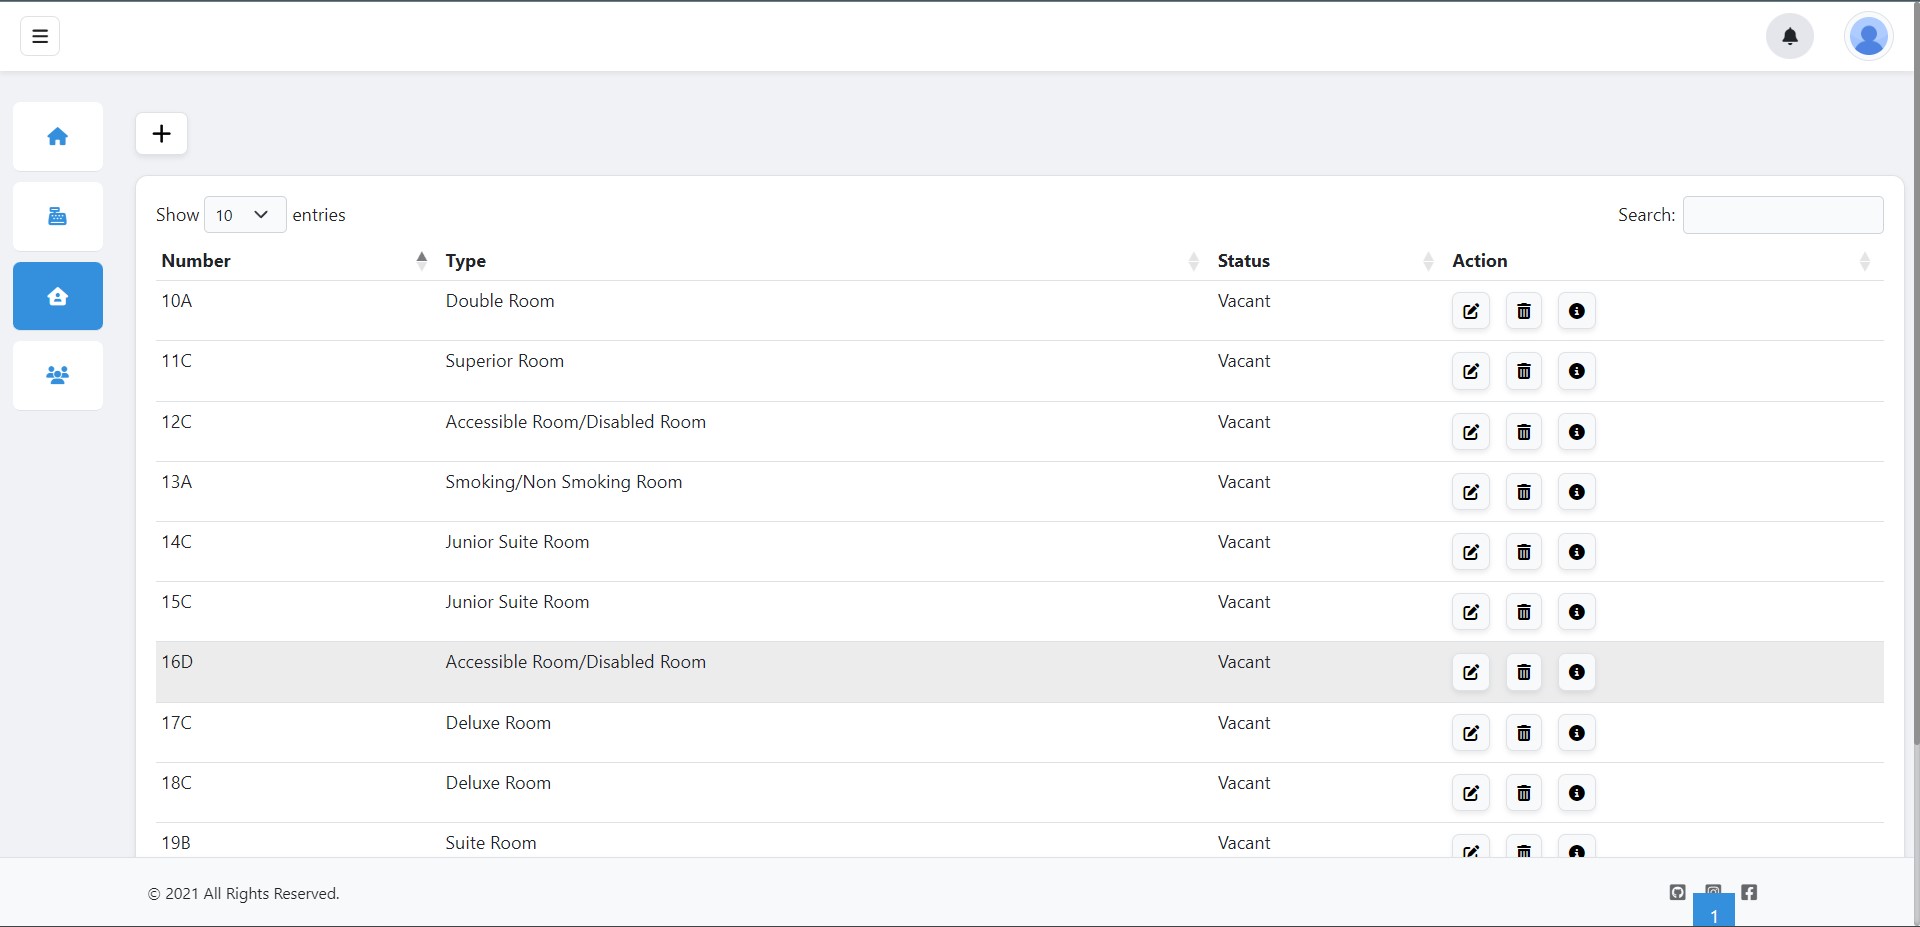 Show 10 entries Search:
Number Type Status Action
10A Double Room Vacant
11C Superior Room Vacant
12C Accessible Room/Disabled Room Vacant
13A Smoking/Non Smoking Room Vacant
14C Junior Suite Room Vacant
15C Junior Suite Room Vacant
16D Accessible Room/Disabled Room Vacant
17C Deluxe Room Vacant
18C Deluxe Room Vacant
19B Suite Room Vacant
© 2021 All Rights Reserved.
1